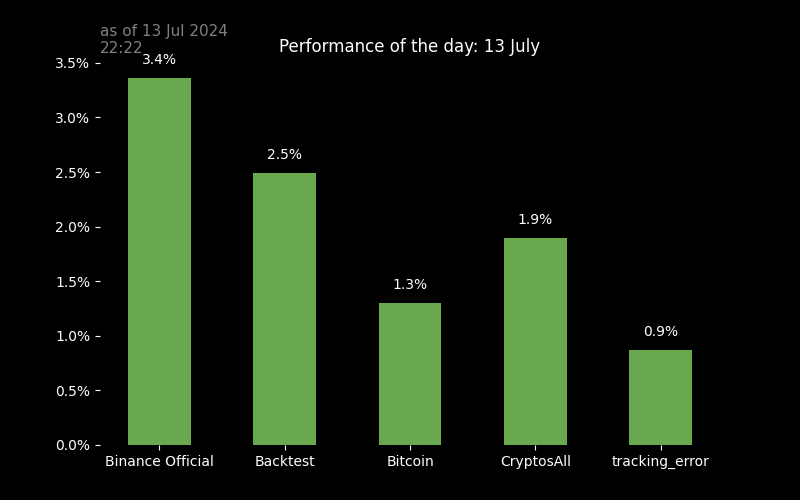 as of 13 Jul 2024
22:22
Performance of the day: 13 July
3.5%
3.0%
2.5%
2.0%
1.5%
1.0%
0.5%
0.0%
3.4%
2.5%
1.3%
1.9%
0.9%
Binance Official
Backtest
Bitcoin
CryptosAll
tracking_error